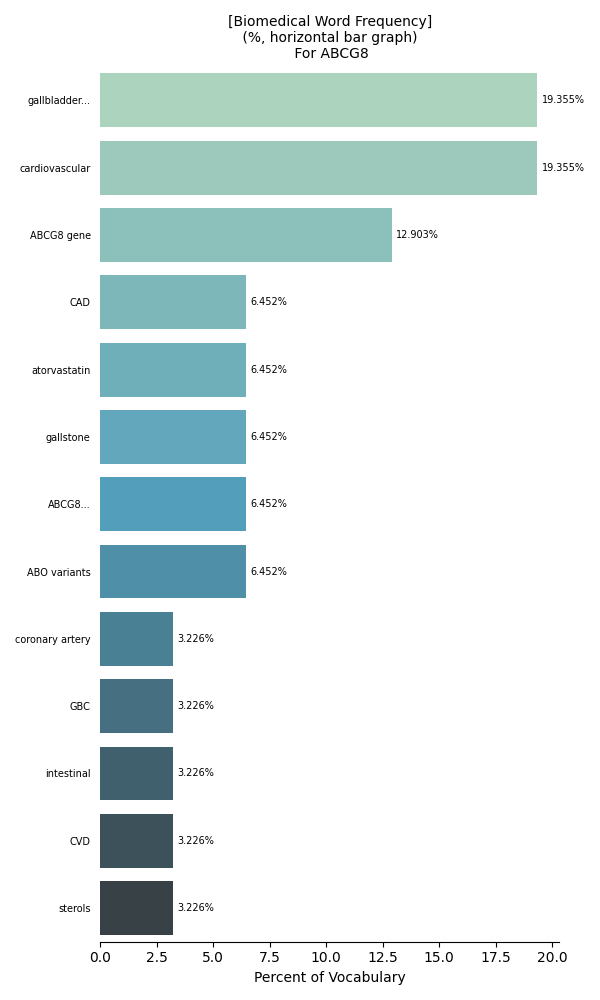 [Biomedical Word Frequency]
(%, horizontal bar graph)
For ABCG8
gallbladder... 19.355%
cardiovascular 19.355%
ABCG8 gene 12.903%
CAD 6.452%
atorvastatin 6.452%
gallstone 6.452%
ABCG8... 6.452%
ABO variants 6.452%
coronary artery 3.226%
GBC 3.226%
intestinal 3.226%
CVD 3.226%
sterols 3.226%
0.0 2.5 5.0 7.5 10.0 12.5 15.0 17.5 20.0
Percent of Vocabulary